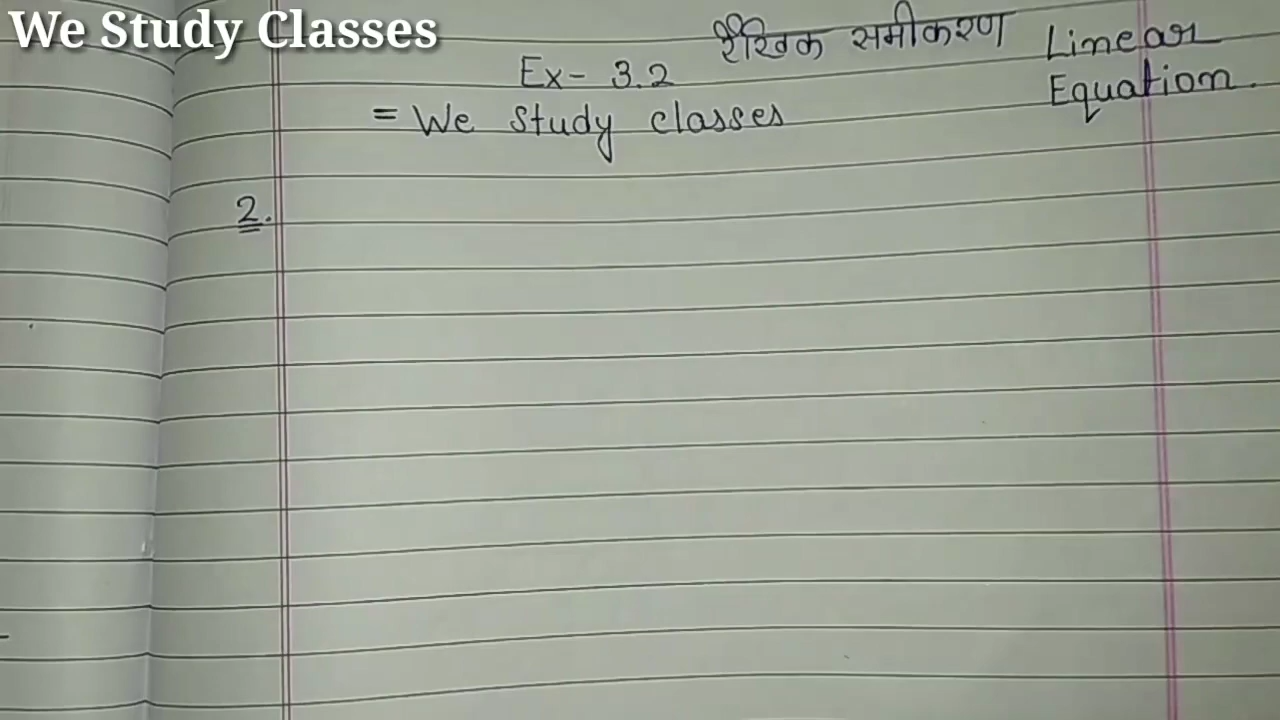 We Study Classes
रैखिक समीकरण Linear
Ex- 3.2 Equation.
= We study classes
2.